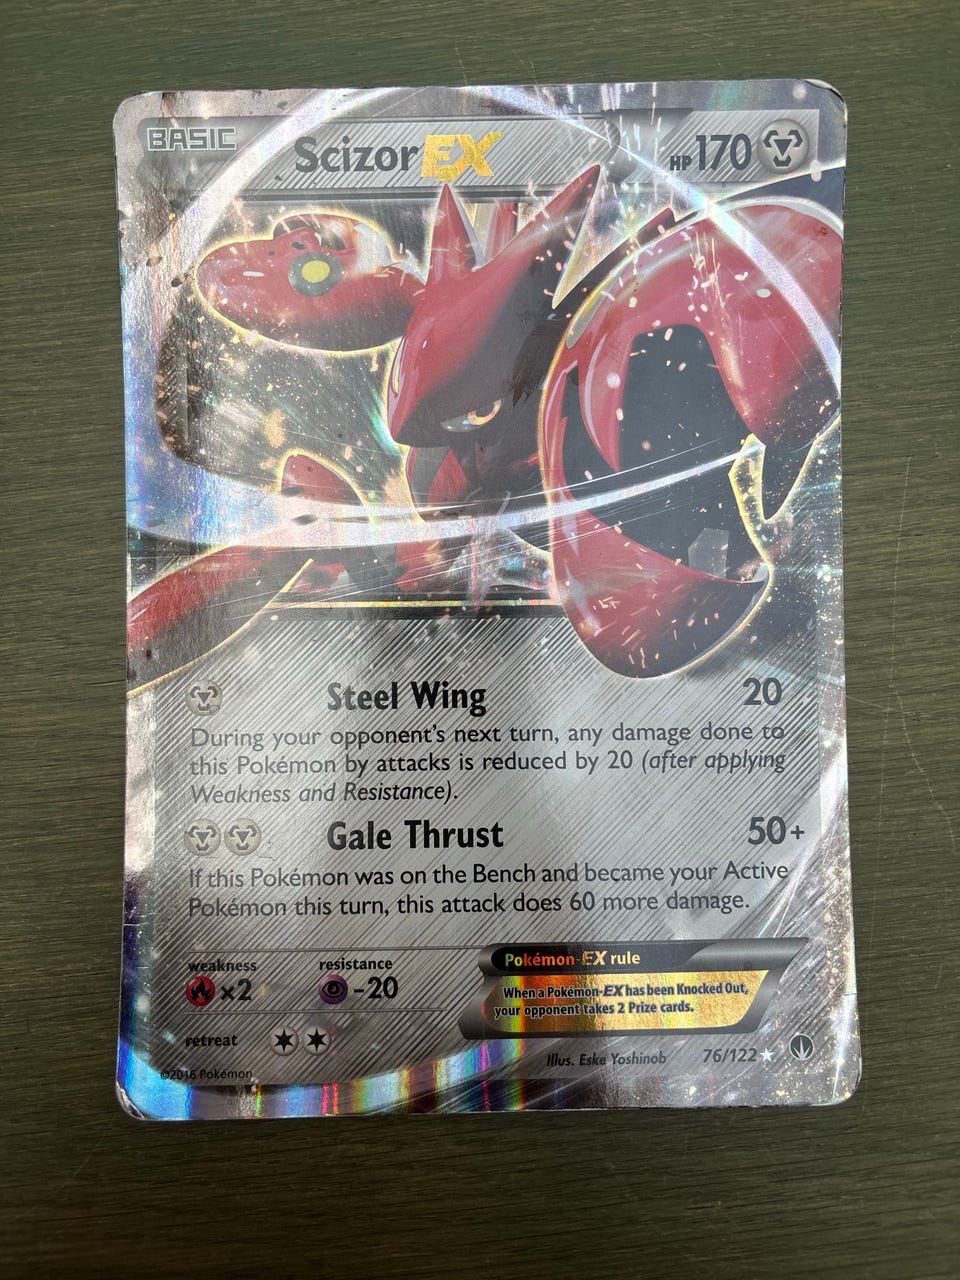 BASIC
Scizor EX
HP 170
Steel Wing 20
During your opponent's next turn, any damage done to
this Pokémon by attacks is reduced by 20 (after applying
Weakness and Resistance).
Gale Thrust 50+
If this Pokémon was on the Bench and became your Active
Pokémon this turn, this attack does 60 more damage.
weakness resistance
×2 -20
Pokémon-EX rule
When a Pokémon-EX has been Knocked Out,
your opponent takes 2 Prize cards.
retreat
Illus. Eske Yoshinob 76/122
©2016 Pokémon